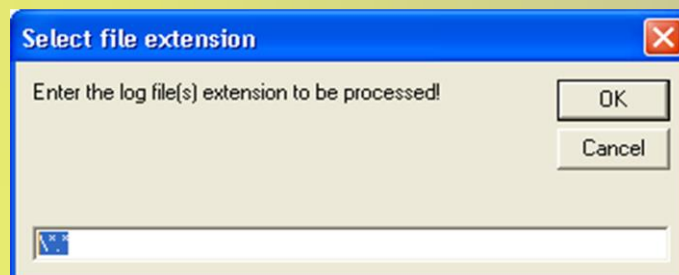 Select file extension
Enter the log file(s) extension to be processed!
OK
Cancel
\*.*